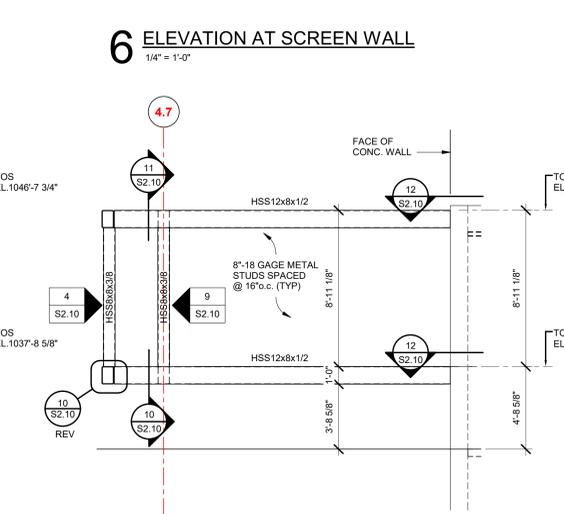 6 ELEVATION AT SCREEN WALL
1/4" = 1'-0"
4.7
FACE OF
CONC. WALL
OS
L.1046'-7 3/4"
11
S2.10
HSS12x8x1/2
12
S2.10
TO
EL
8"-18 GAGE METAL
STUDS SPACED
@ 16"o.c. (TYP)
HSS8x8x3/8
HSS8x8x3/8
8'-11 1/8"
8'-11 1/8"
4
S2.10
9
S2.10
OS
L.1037'-8 5/8"
HSS12x8x1/2
12
S2.10
TO
EL
1'-0"
10
S2.10
REV
10
S2.10
3'-8 5/8"
4'-8 5/8"